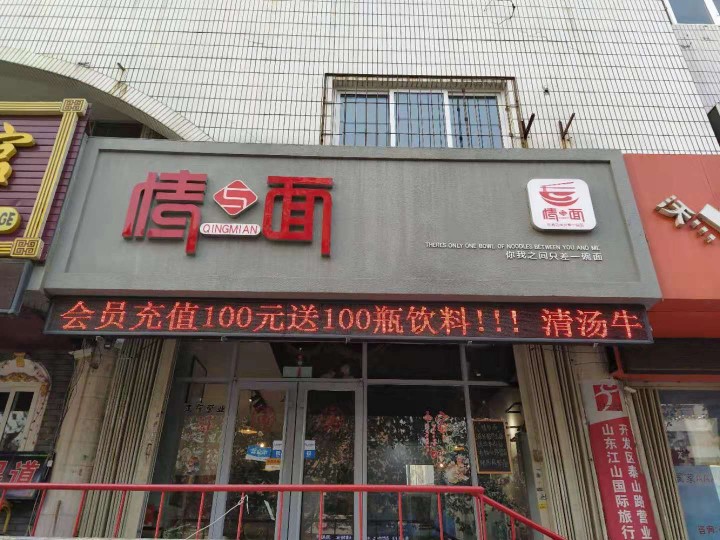 情与面
QINGMIAN
情与面
THERE'S ONLY ONE BOWL OF NOODLES BETWEEN YOU AND ME.
你我之间只差一碗面
会员充值100元送100瓶饮料!!! 清汤牛
开发区泰山路营业
山东江山国际旅行